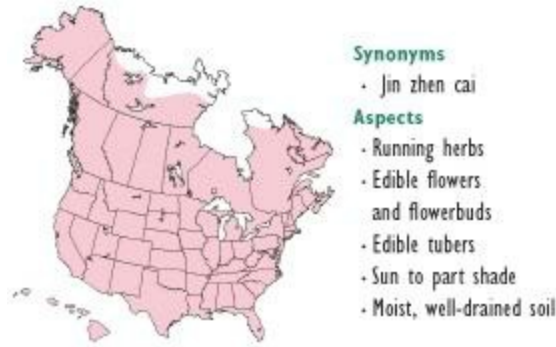 Synonyms
· Jin zhen cai
Aspects
· Running herbs
· Edible flowers
and flowerbuds
· Edible tubers
· Sun to part shade
· Moist, well-drained soil